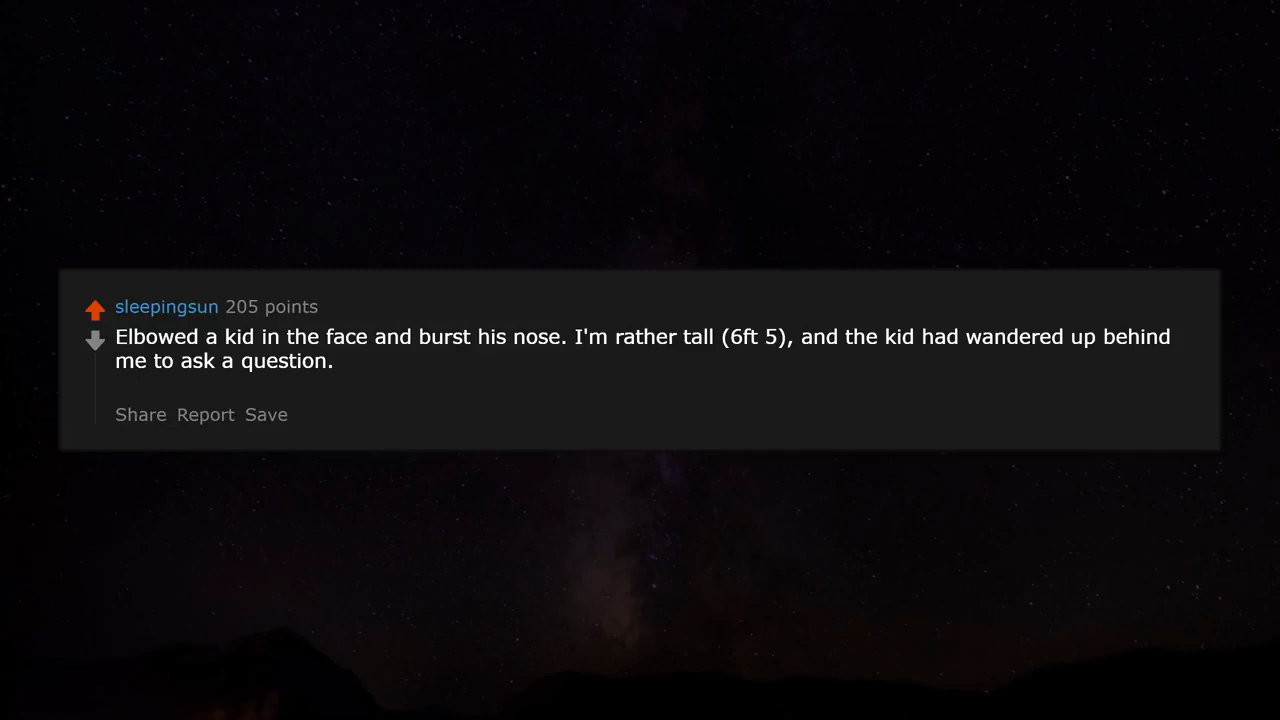 sleepingsun 205 points
Elbowed a kid in the face and burst his nose. I'm rather tall (6ft 5), and the kid had wandered up behind
me to ask a question.
Share Report Save